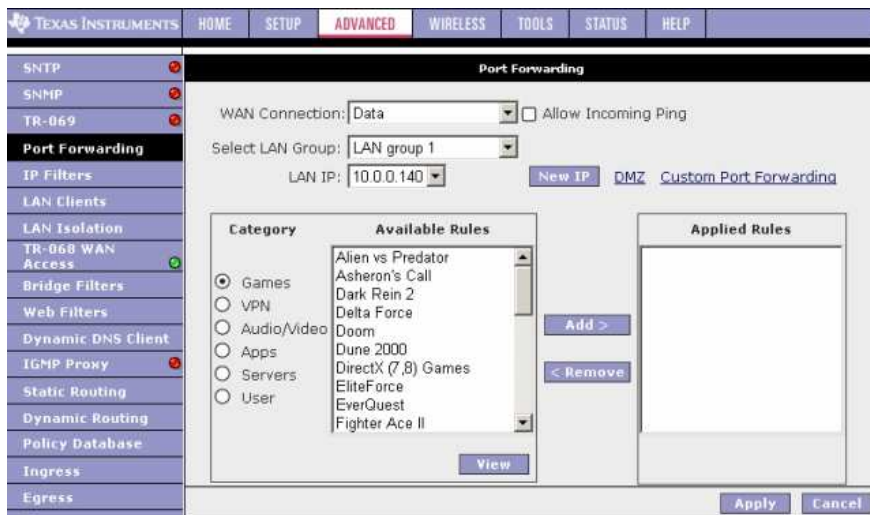 TEXAS INSTRUMENTS HOME SETUP ADVANCED WIRELESS TOOLS STATUS HELP
SNTP
SNMP
TR-069
Port Forwarding
IP Filters
LAN Clients
LAN Isolation
TR-068 WAN
Access
Bridge Filters
Web Filters
Dynamic DNS Client
IGMP Proxy
Static Routing
Dynamic Routing
Policy Database
Ingress
Egress
Port Forwarding
WAN Connection: Data Allow Incoming Ping
Select LAN Group: LAN group 1
LAN IP: 10.0.0.140 New IP DMZ Custom Port Forwarding
Category
Games
VPN
Audio/Video
Apps
Servers
User
Available Rules
Alien vs Predator
Asheron's Call
Dark Rein 2
Delta Force
Doom
Dune 2000
DirectX (7,8) Games
EliteForce
EverQuest
Fighter Ace II
View
Add >
< Remove
Applied Rules
Apply Cancel